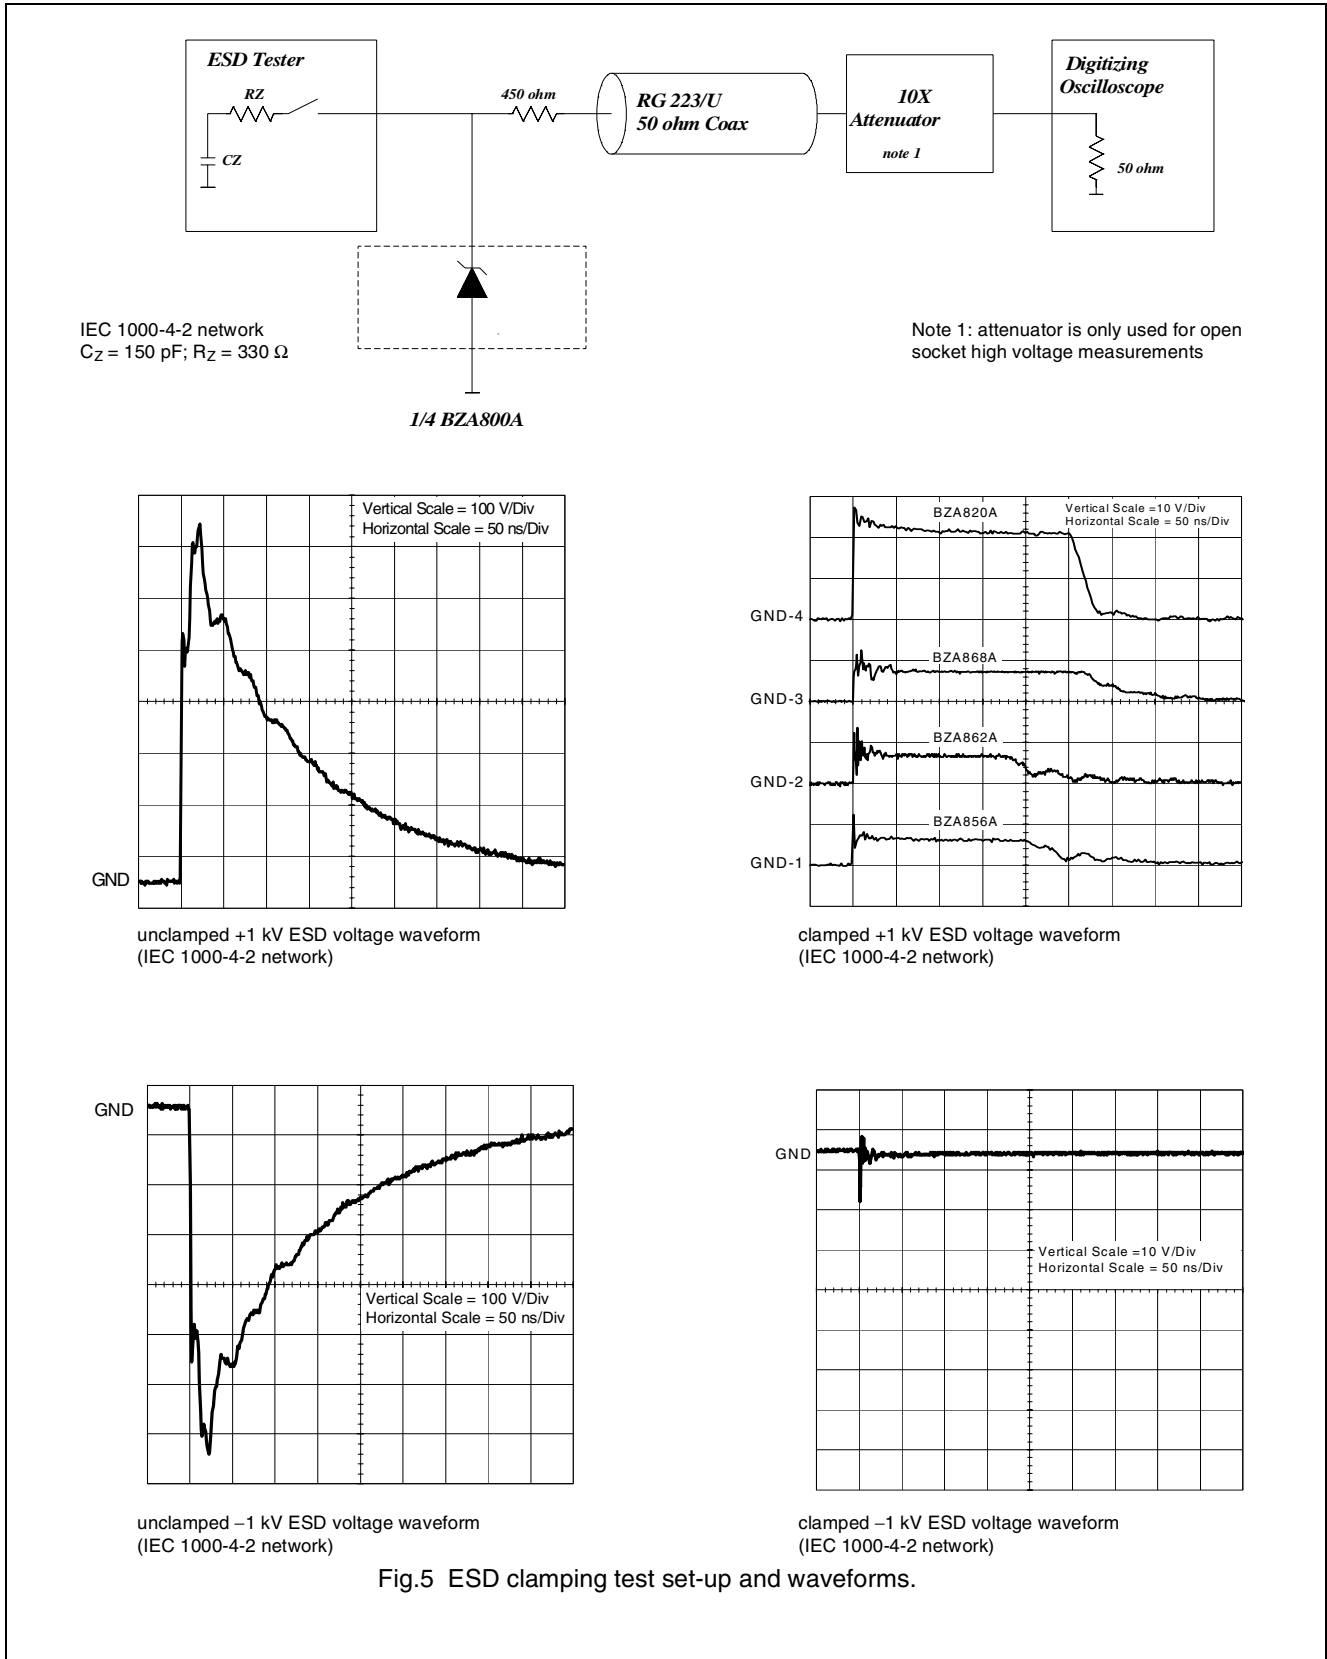 ESD Tester
RZ
CZ
450 ohm
RG 223/U
50 ohm Coax
10X
Attenuator
note 1
Digitizing
Oscilloscope
50 ohm
IEC 1000-4-2 network
CZ = 150 pF; RZ = 330 Ω
Note 1: attenuator is only used for open
socket high voltage measurements
1/4 BZA800A
Vertical Scale = 100 V/Div
Horizontal Scale = 50 ns/Div
GND
unclamped +1 kV ESD voltage waveform
(IEC 1000-4-2 network)
BZA820A
Vertical Scale =10 V/Div
Horizontal Scale = 50 ns/Div
GND-4
BZA868A
GND-3
BZA862A
GND-2
BZA856A
GND-1
clamped +1 kV ESD voltage waveform
(IEC 1000-4-2 network)
GND
Vertical Scale = 100 V/Div
Horizontal Scale = 50 ns/Div
unclamped −1 kV ESD voltage waveform
(IEC 1000-4-2 network)
GND
Vertical Scale =10 V/Div
Horizontal Scale = 50 ns/Div
clamped −1 kV ESD voltage waveform
(IEC 1000-4-2 network)
Fig.5 ESD clamping test set-up and waveforms.